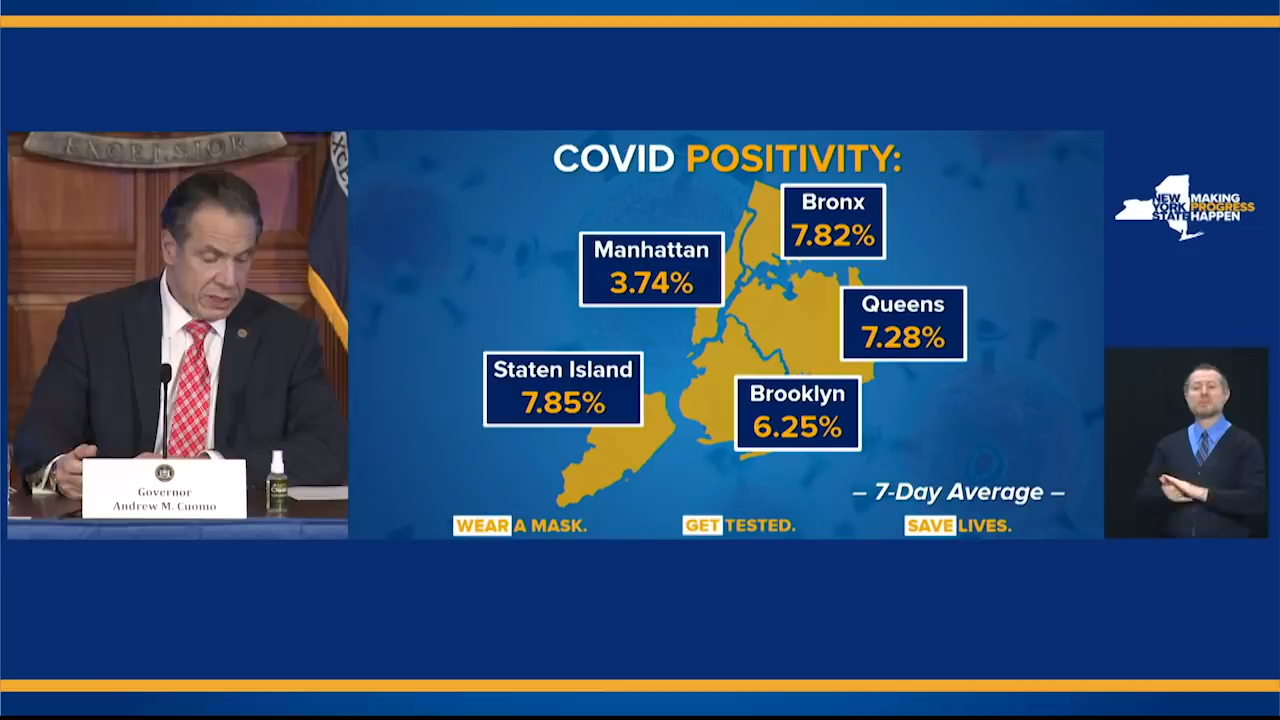 EXCELSIOR
Governor
Andrew M. Cuomo
COVID POSITIVITY:
Bronx
7.82%
Manhattan
3.74%
Queens
7.28%
Staten Island
7.85%
Brooklyn
6.25%
– 7-Day Average –
WEAR A MASK.
GET TESTED.
SAVE LIVES.
NEW
YORK
STATE
MAKING
PROGRESS
HAPPEN